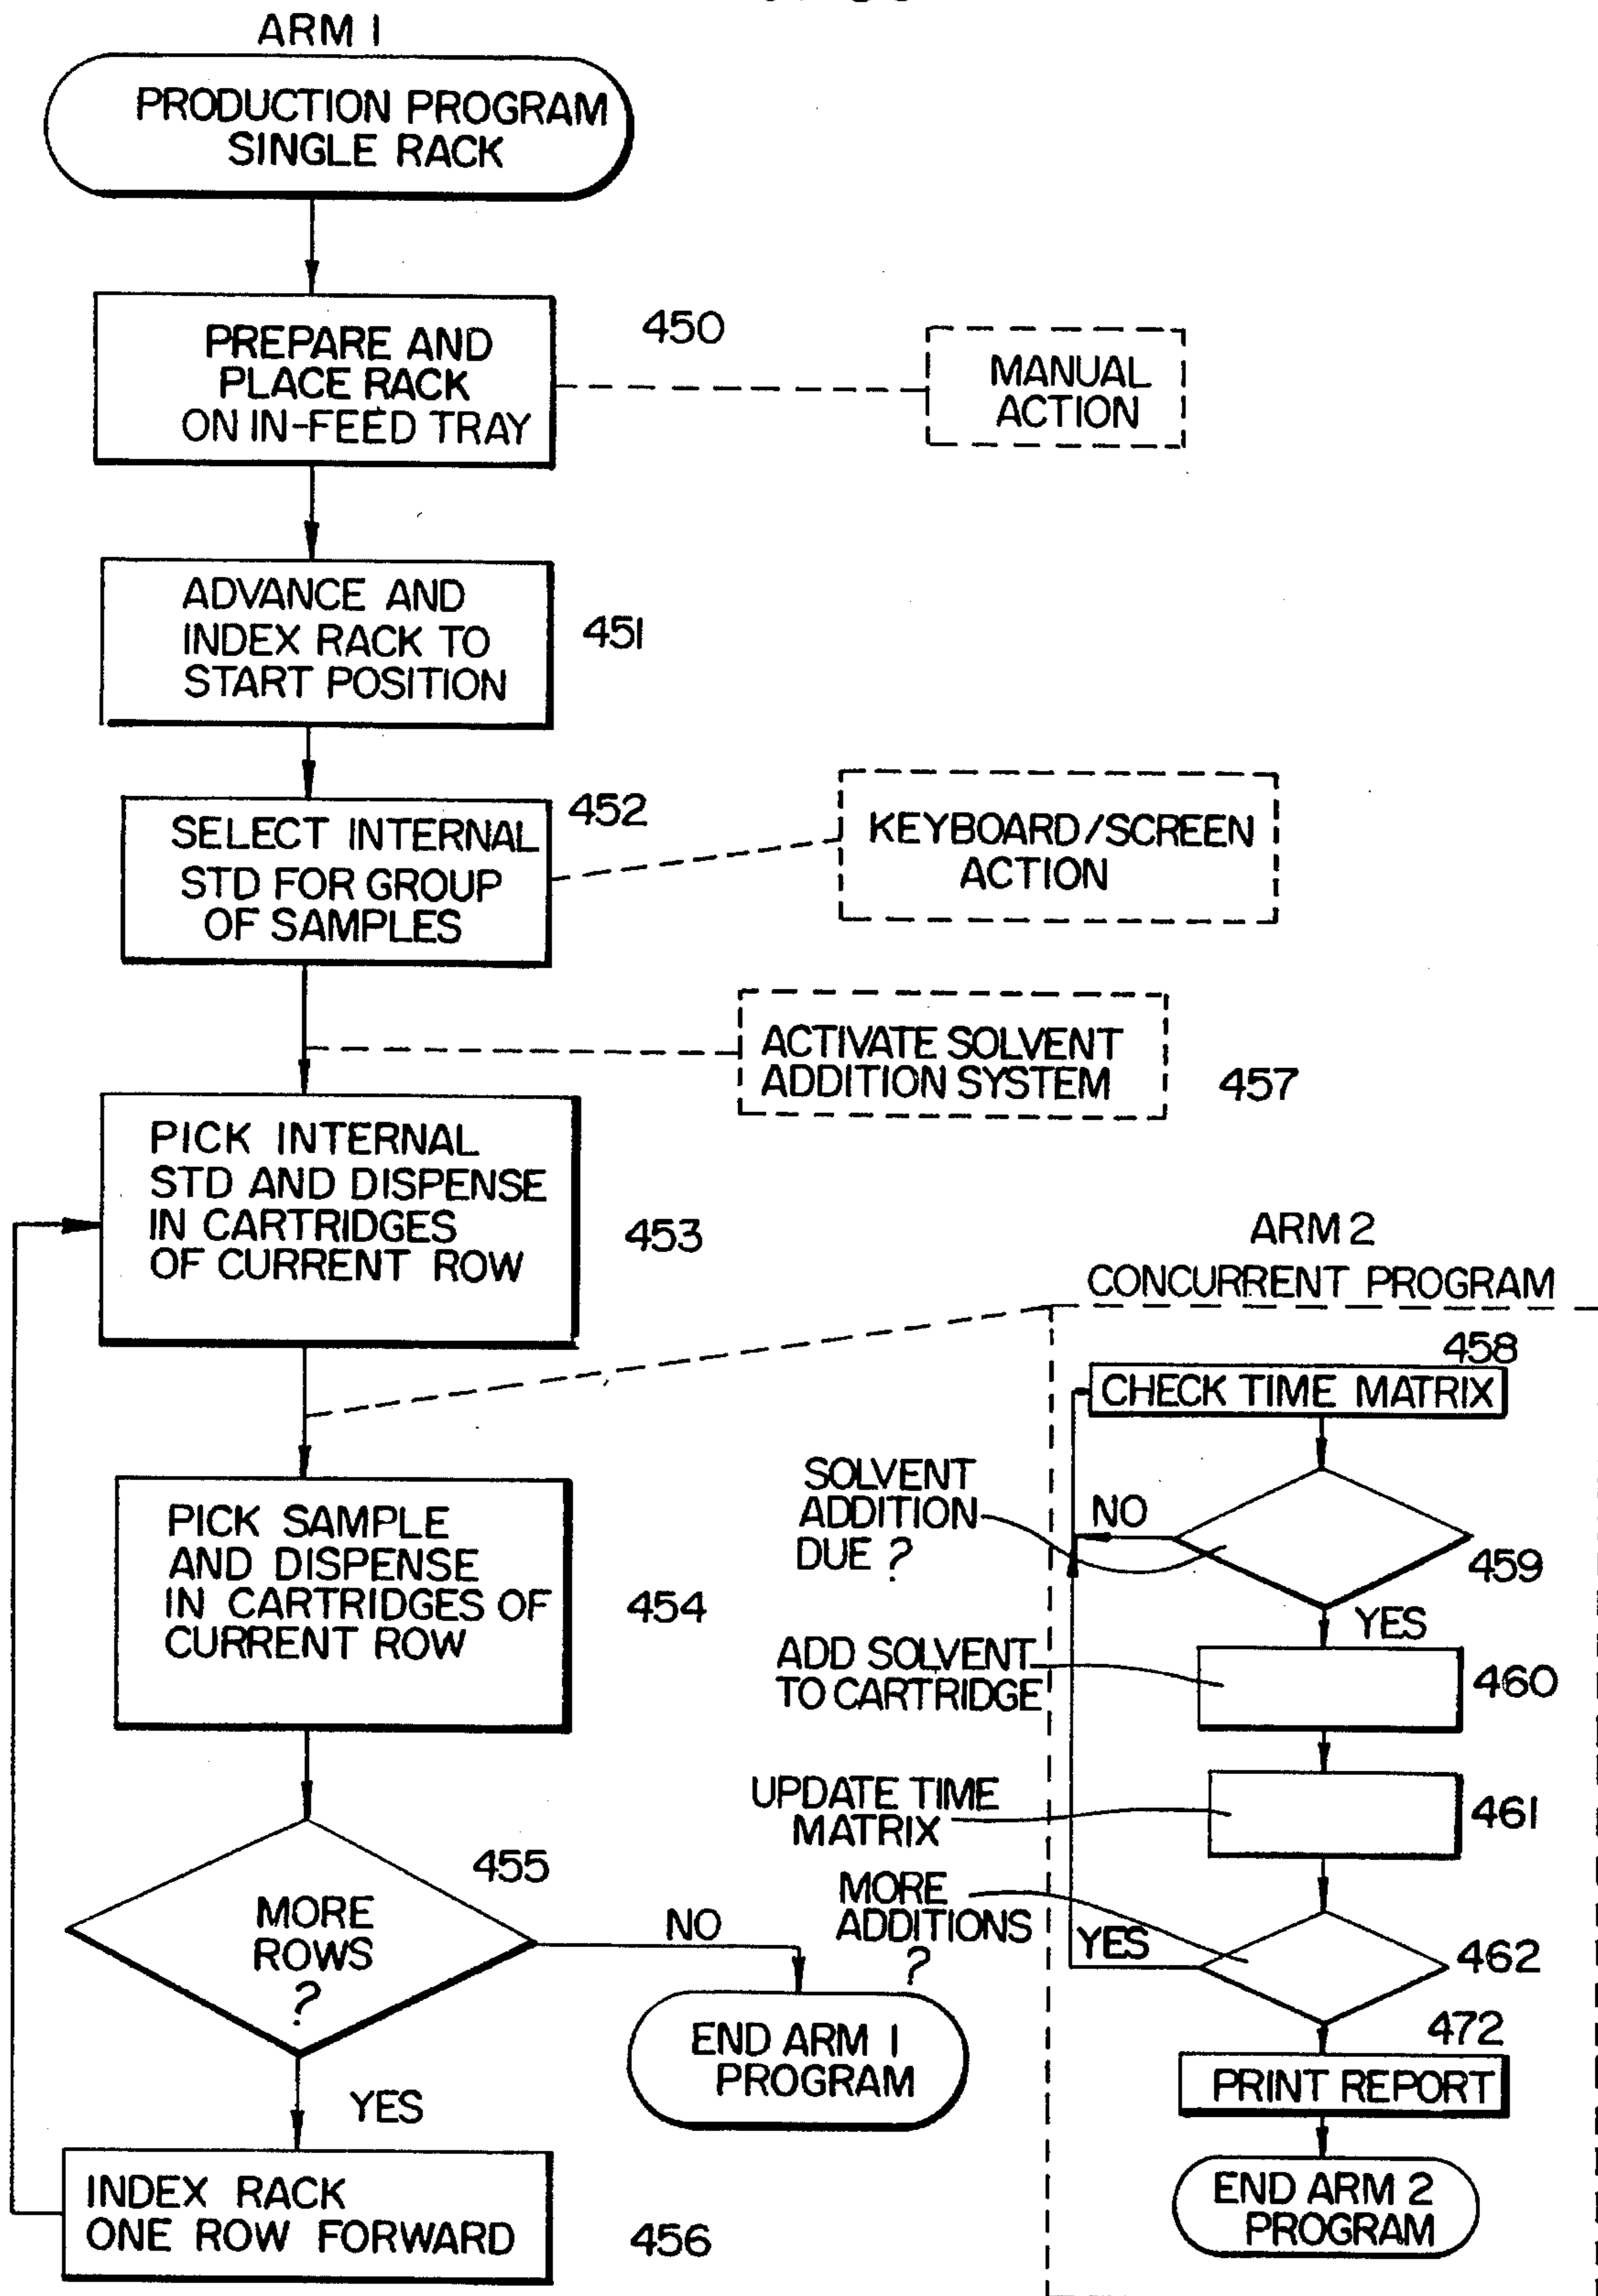 ARM 1
PRODUCTION PROGRAM
SINGLE RACK
PREPARE AND
PLACE RACK
ON IN-FEED TRAY
450
MANUAL
ACTION
ADVANCE AND
INDEX RACK TO
START POSITION
451
SELECT INTERNAL
STD FOR GROUP
OF SAMPLES
452
KEYBOARD/SCREEN
ACTION
ACTIVATE SOLVENT
ADDITION SYSTEM
457
PICK INTERNAL
STD AND DISPENSE
IN CARTRIDGES
OF CURRENT ROW
453
PICK SAMPLE
AND DISPENSE
IN CARTRIDGES OF
CURRENT ROW
454
MORE
ROWS
?
455
NO
END ARM 1
PROGRAM
YES
INDEX RACK
ONE ROW FORWARD
456
ARM 2
CONCURRENT PROGRAM
458
CHECK TIME MATRIX
SOLVENT
ADDITION
DUE ?
NO
459
YES
ADD SOLVENT
TO CARTRIDGE
460
UPDATE TIME
MATRIX
461
MORE
ADDITIONS
?
YES
462
472
PRINT REPORT
END ARM 2
PROGRAM